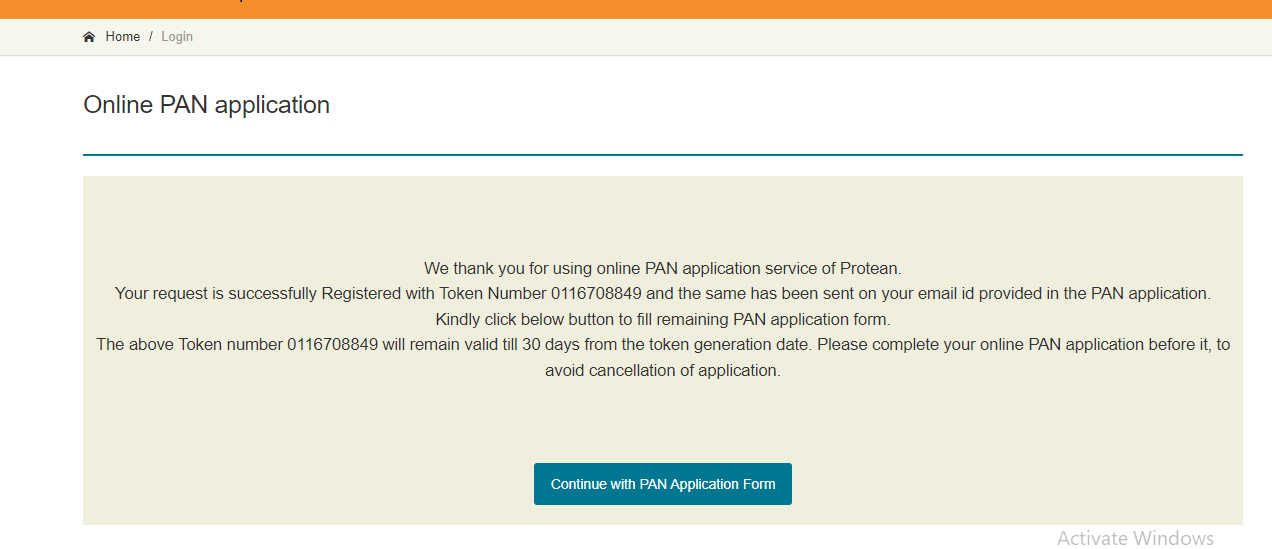 Home / Login
Online PAN application
We thank you for using online PAN application service of Protean.
Your request is successfully Registered with Token Number 0116708849 and the same has been sent on your email id provided in the PAN application.
Kindly click below button to fill remaining PAN application form.
The above Token number 0116708849 will remain valid till 30 days from the token generation date. Please complete your online PAN application before it, to
avoid cancellation of application.
Continue with PAN Application Form
Activate Windows